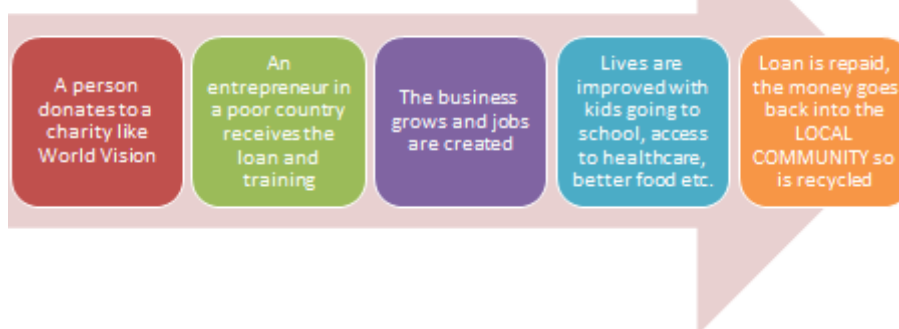 A person
donates to a
charity like
World Vision
An
entrepreneur in
a poor country
receives the
loan and
training
The business
grows and jobs
are created
Lives are
improved with
kids going to
school, access
to healthcare,
better food etc.
Loan is repaid,
the money goes
back into the
LOCAL
COMMUNITY so
is recycled